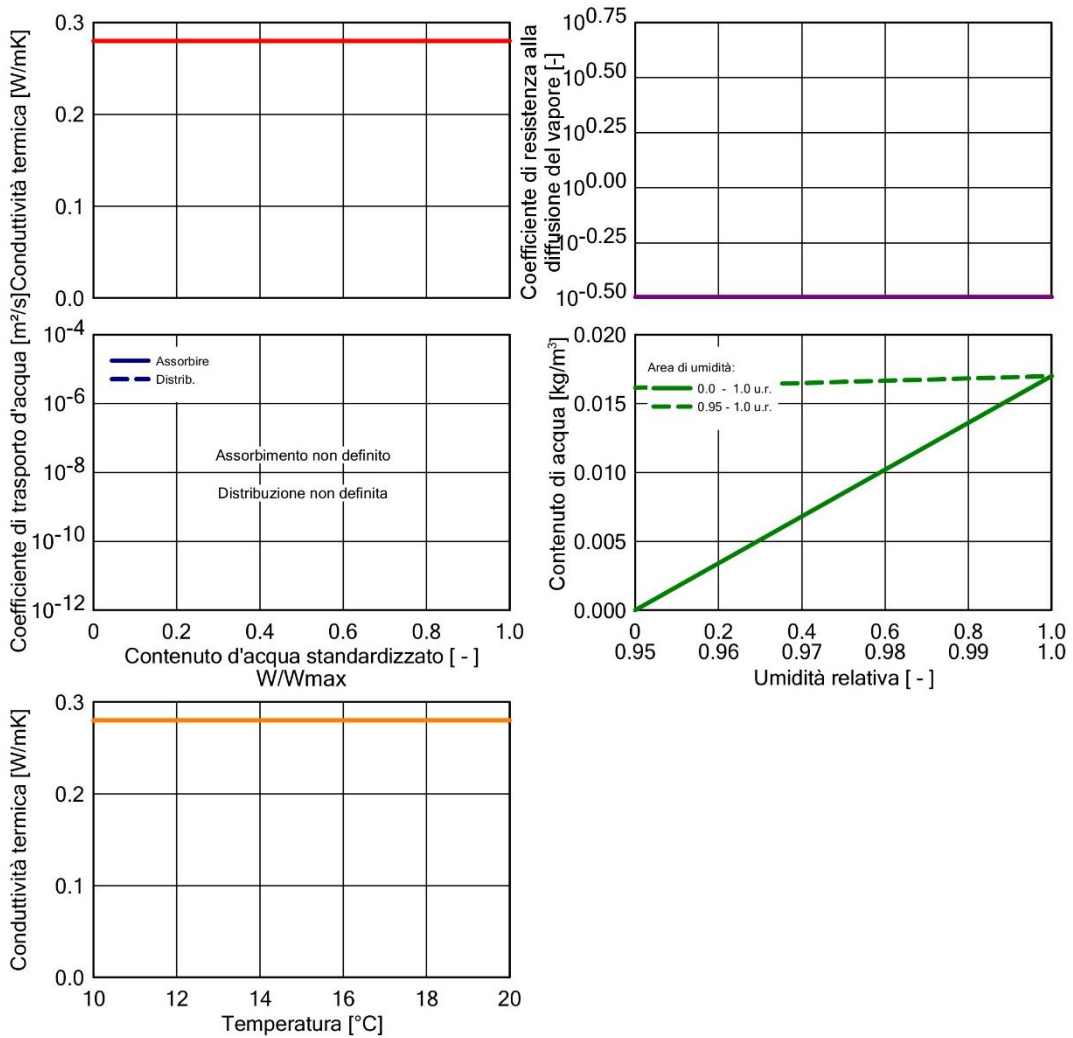 Conduttività termica [W/mK]
0.3
0.2
0.1
0.0
Coefficiente di resistenza alla
diffusione del vapore [-]
10^0.75
10^0.50
10^0.25
10^0.00
10^-0.25
10^-0.50
Coefficiente di trasporto d'acqua [m²/s]
10^-4
10^-6
10^-8
10^-10
10^-12
Assorbire
Distrib.
Assorbimento non definito
Distribuzione non definita
0 0.2 0.4 0.6 0.8 1.0
Contenuto d'acqua standardizzato [ - ]
W/Wmax
Contenuto di acqua [kg/m³]
0.020
0.015
0.010
0.005
0.000
Area di umidità:
0.0 - 1.0 u.r.
0.95 - 1.0 u.r.
0 0.2 0.4 0.6 0.8 1.0
0.95 0.96 0.97 0.98 0.99 1.0
Umidità relativa [ - ]
Conduttività termica [W/mK]
0.3
0.2
0.1
0.0
10 12 14 16 18 20
Temperatura [°C]